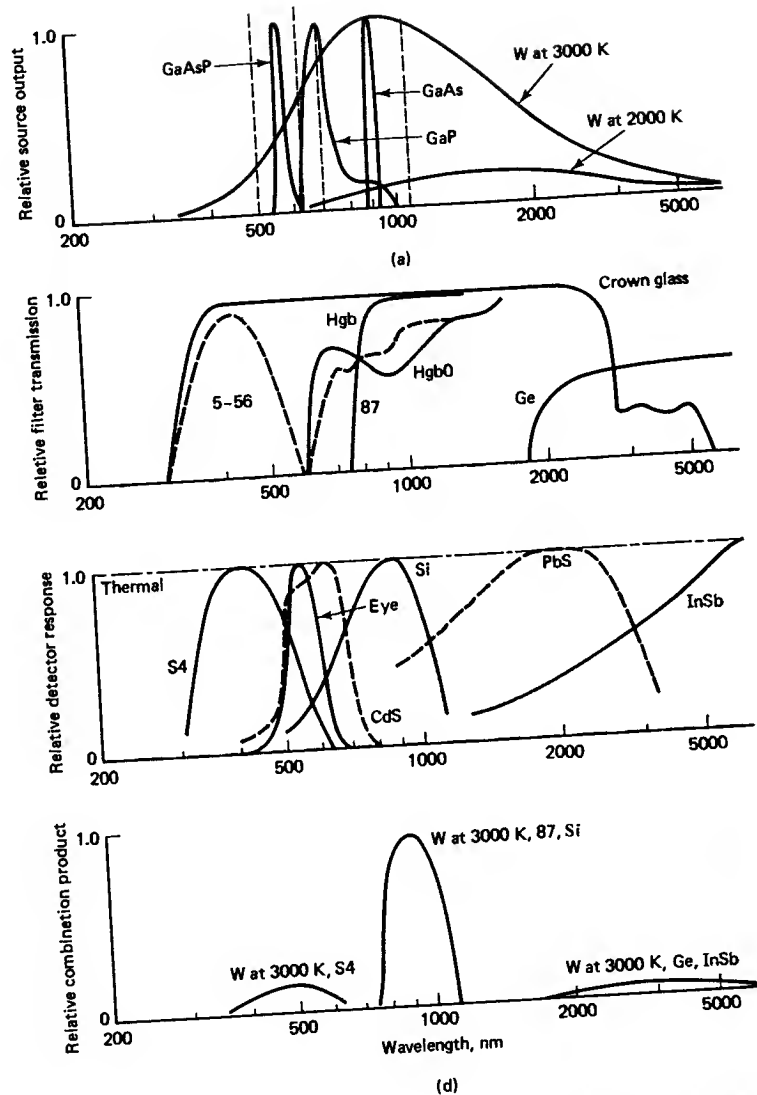 1.0
Relative source output
0
GaAsP
W at 3000 K
GaAs
W at 2000 K
GaP
200
500
1000
2000
5000
(a)
1.0
Relative filter transmission
0
Crown glass
Hgb
HgbO
5-56
87
Ge
200
500
1000
2000
5000
1.0
Relative detector response
0
Thermal
Si
PbS
Eye
InSb
S4
CdS
200
500
1000
2000
5000
1.0
Relative combination product
0
W at 3000 K, 87, Si
W at 3000 K, S4
W at 3000 K, Ge, InSb
200
500
1000
2000
5000
Wavelength, nm
(d)